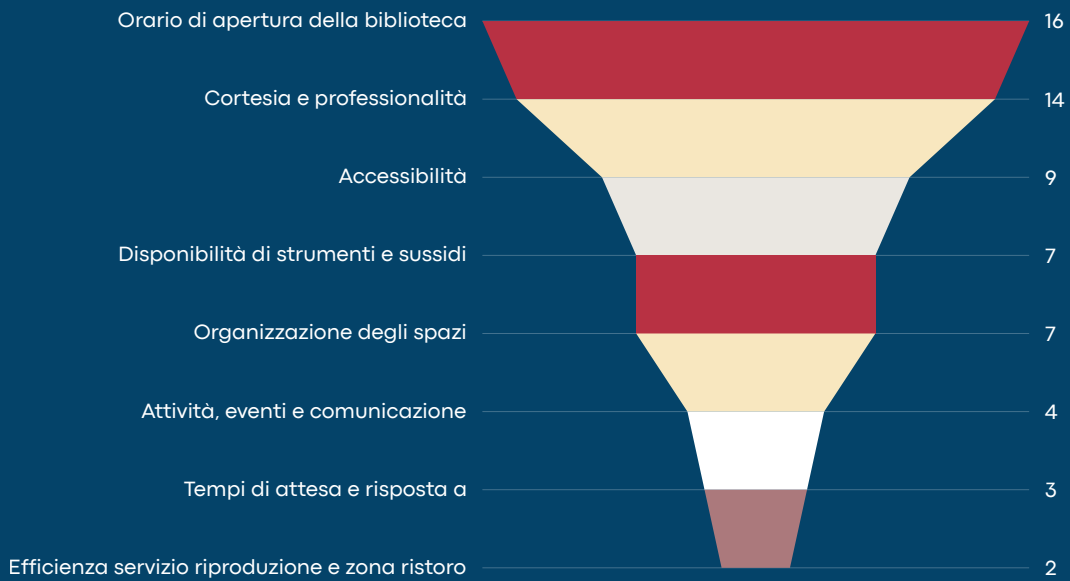 Orario di apertura della biblioteca 16
Cortesia e professionalità 14
Accessibilità 9
Disponibilità di strumenti e sussidi 7
Organizzazione degli spazi 7
Attività, eventi e comunicazione 4
Tempi di attesa e risposta a 3
Efficienza servizio riproduzione e zona ristoro 2